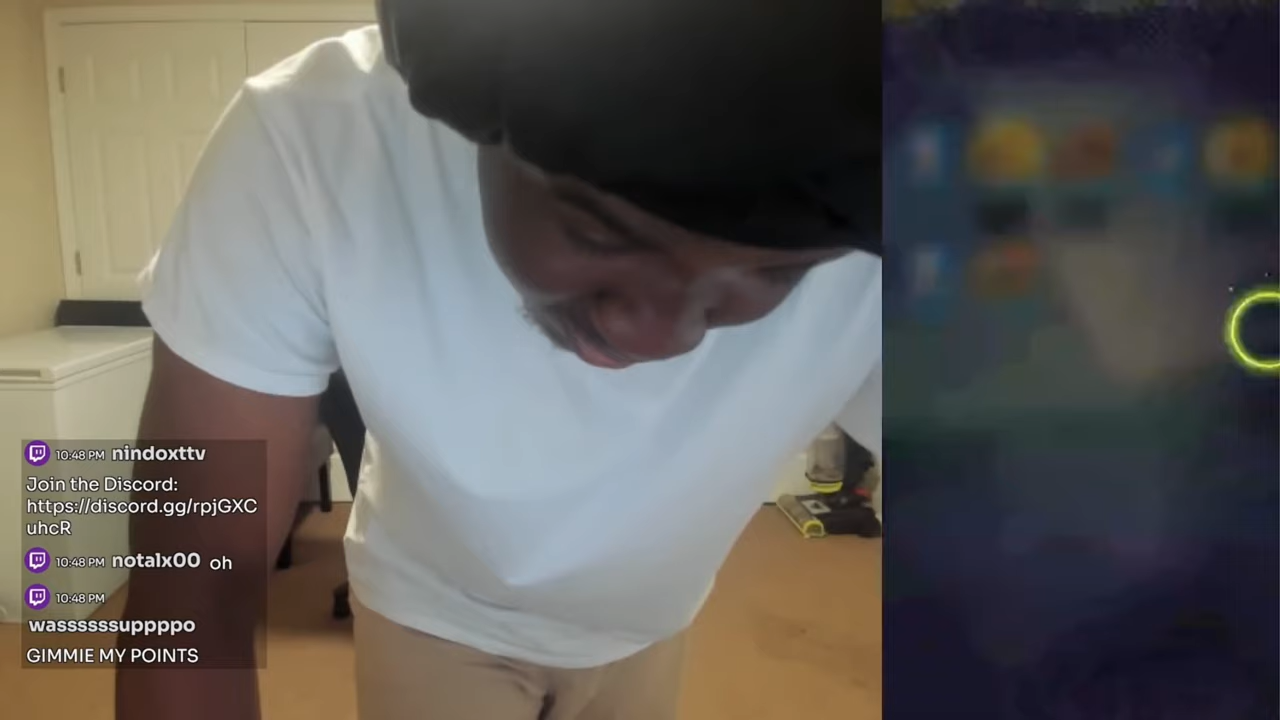 10:48 PM nindoxttv
Join the Discord:
https://discord.gg/rpjGXC
uhcR
10:48 PM notalx00 oh
10:48 PM
wassssssuppppo
GIMMIE MY POINTS